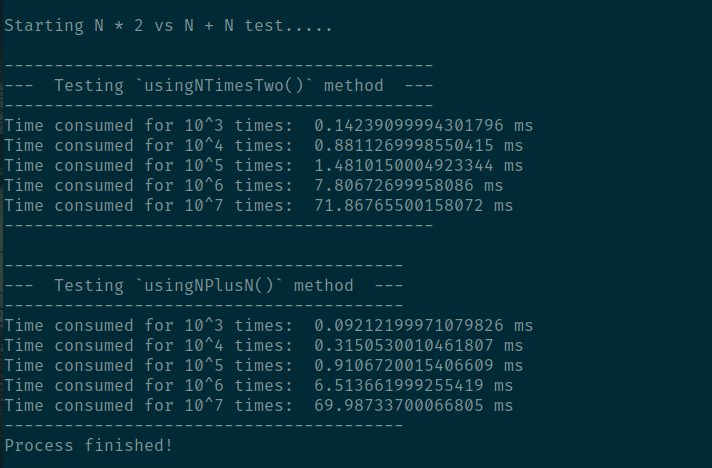 Starting N * 2 vs N + N test.....
-------------------------------------------
---  Testing `usingNTimesTwo()` method  ---
-------------------------------------------
Time consumed for 10^3 times:  0.14239099994301796 ms
Time consumed for 10^4 times:  0.8811269998550415 ms
Time consumed for 10^5 times:  1.4810150004923344 ms
Time consumed for 10^6 times:  7.80672699958086 ms
Time consumed for 10^7 times:  71.86765500158072 ms
-------------------------------------------
----------------------------------------
---  Testing `usingNPlusN()` method  ---
----------------------------------------
Time consumed for 10^3 times:  0.09212199971079826 ms
Time consumed for 10^4 times:  0.3150530010461807 ms
Time consumed for 10^5 times:  0.9106720015406609 ms
Time consumed for 10^6 times:  6.513661999255419 ms
Time consumed for 10^7 times:  69.98733700066805 ms
----------------------------------------
Process finished!